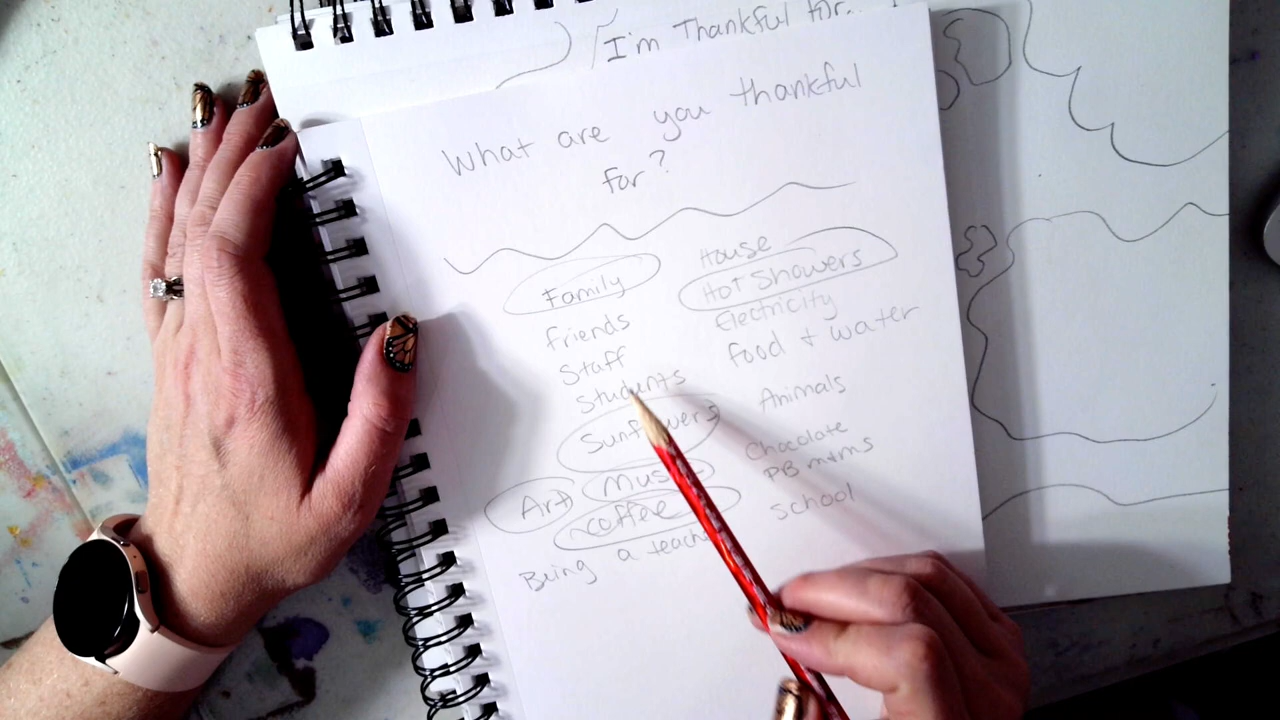 I'm Thankful for...
What are you thankful
for?
Family
friends
Staff
Students
Sunflowers
Art Music
coffee
Being a teacher
House
Hot Showers
Electricity
food + water
Animals
Chocolate
PB m+ms
School